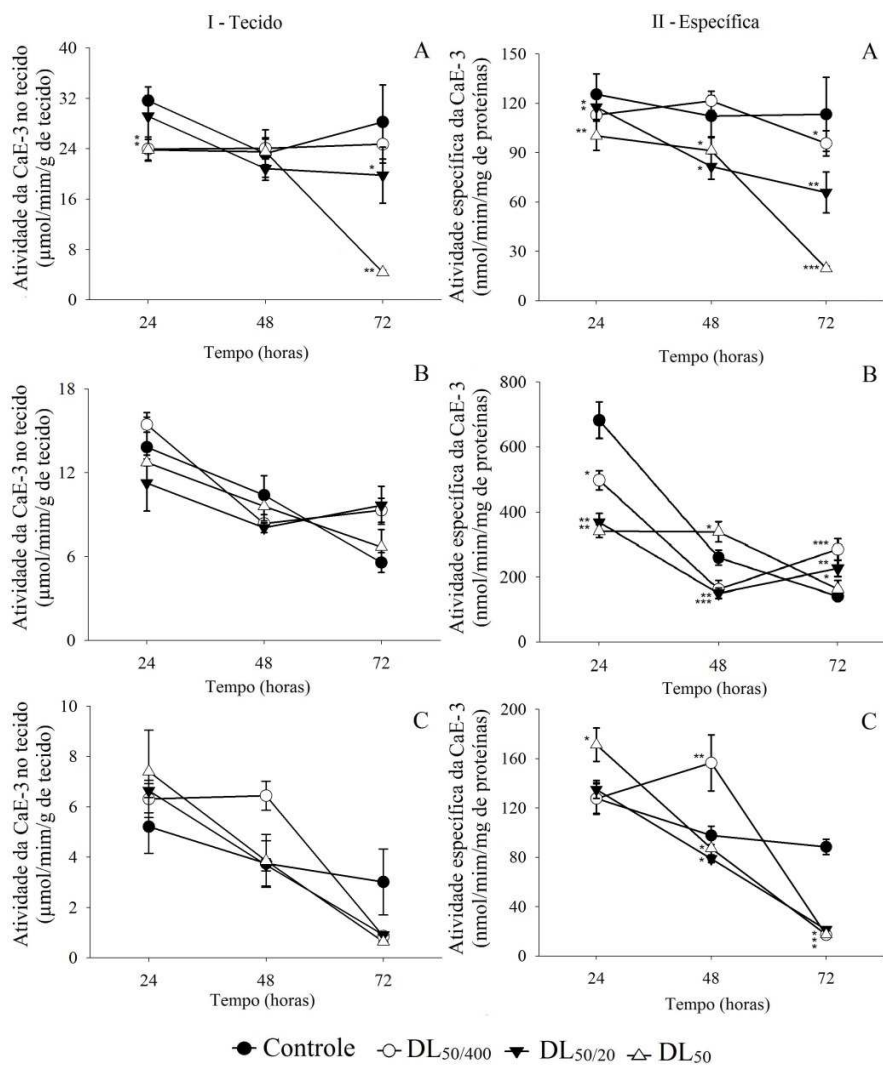 I - Tecido
II - Específica
A
Atividade da CaE-3 no tecido
(µmol/mim/g de tecido)
40
32
24
16
8
0
*
*
*
**
24
48
72
Tempo (horas)
A
Atividade específica da CaE-3
(nmol/mim/mg de proteínas)
150
120
90
60
30
0
*
*
**
*
*
*
**
***
24
48
72
Tempo (horas)
B
Atividade da CaE-3 no tecido
(µmol/mim/g de tecido)
18
12
6
0
24
48
72
Tempo (horas)
B
Atividade específica da CaE-3
(nmol/mim/mg de proteínas)
800
600
400
200
0
*
**
**
*
**
***
***
**
*
24
48
72
Tempo (horas)
C
Atividade da CaE-3 no tecido
(µmol/mim/g de tecido)
8
6
4
2
0
24
48
72
Tempo (horas)
C
Atividade específica da CaE-3
(nmol/mim/mg de proteínas)
200
160
120
80
40
0
*
**
*
*
*
*
*
24
48
72
Tempo (horas)
Controle DL50/400 DL50/20 DL50